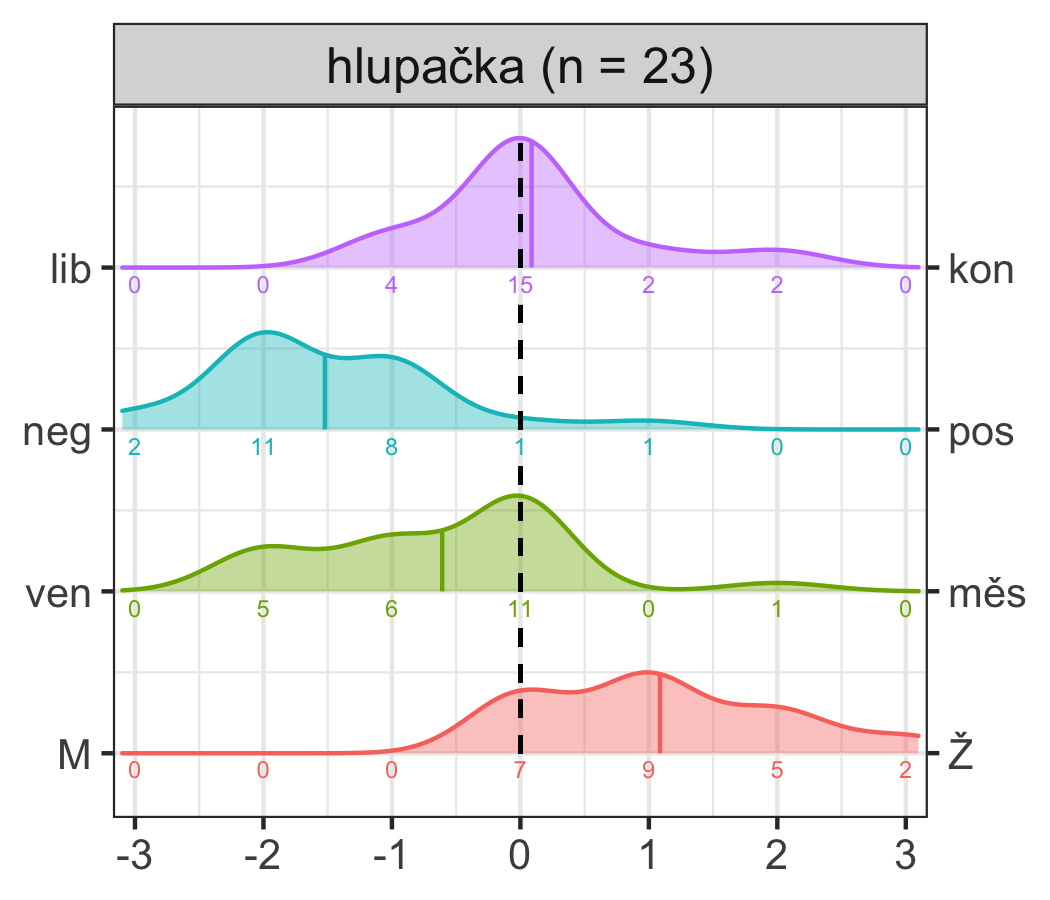 hlupačka (n = 23)
lib kon
0 0 4 15 2 2 0
neg pos
2 11 8 1 1 0 0
ven měs
0 5 6 11 0 1 0
M Ž
0 0 0 7 9 5 2
-3 -2 -1 0 1 2 3